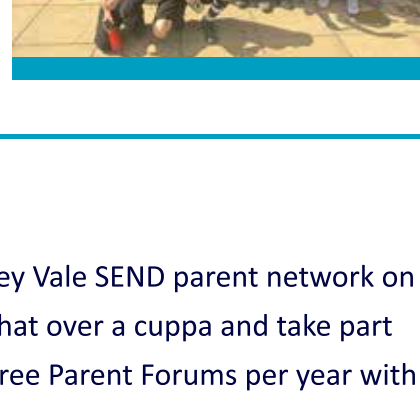 ey Vale SEND parent network on
hat over a cuppa and take part
ree Parent Forums per year with